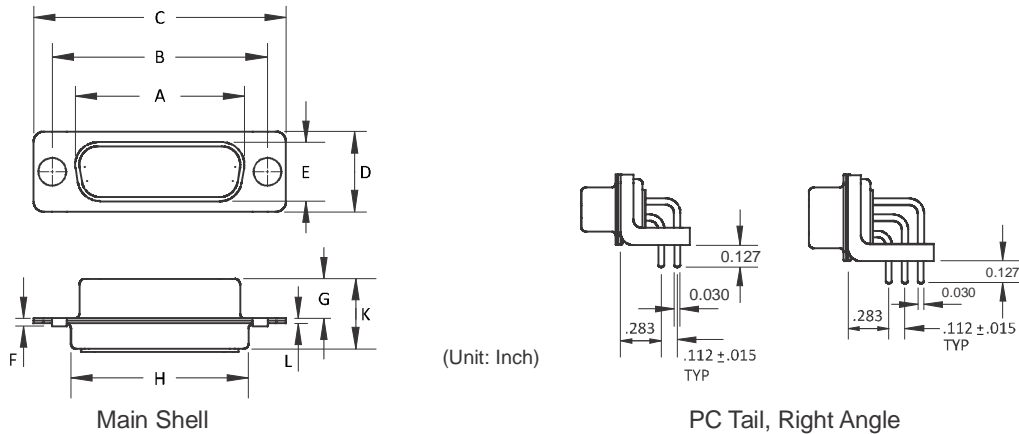 C
B
A
E
D
G
K
F
L
H
(Unit: Inch)
Main Shell
0.127
0.030
.283
.112 ±.015
TYP
0.127
0.030
.283
.112 ±.015
TYP
PC Tail, Right Angle